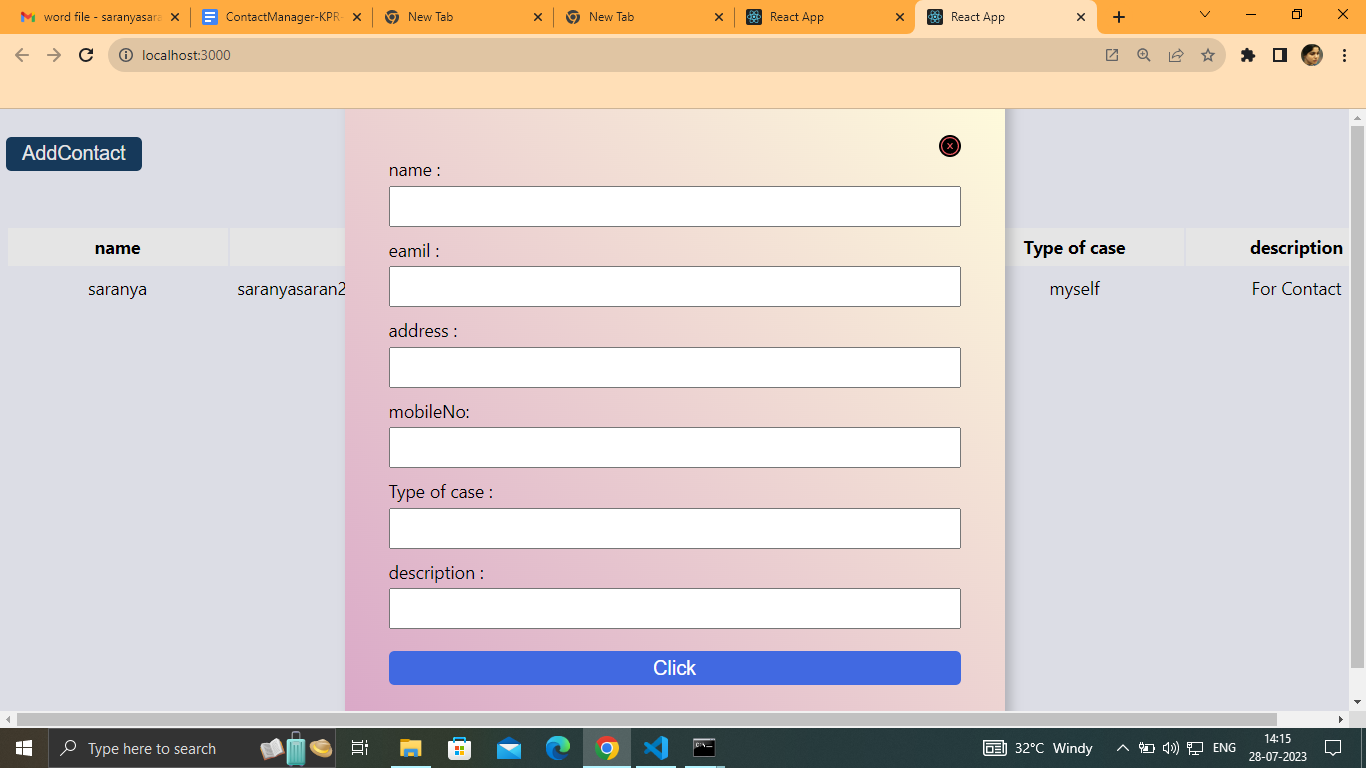 word file - saranyasara
ContactManager-KPR-
New Tab
New Tab
React App
React App
localhost:3000
AddContact
x
name :
eamil :
address :
mobileNo:
Type of case :
description :
Click
name
Type of case
description
saranya
saranyasaran2
myself
For Contact
Type here to search
32°C Windy
ENG
14:15
28-07-2023